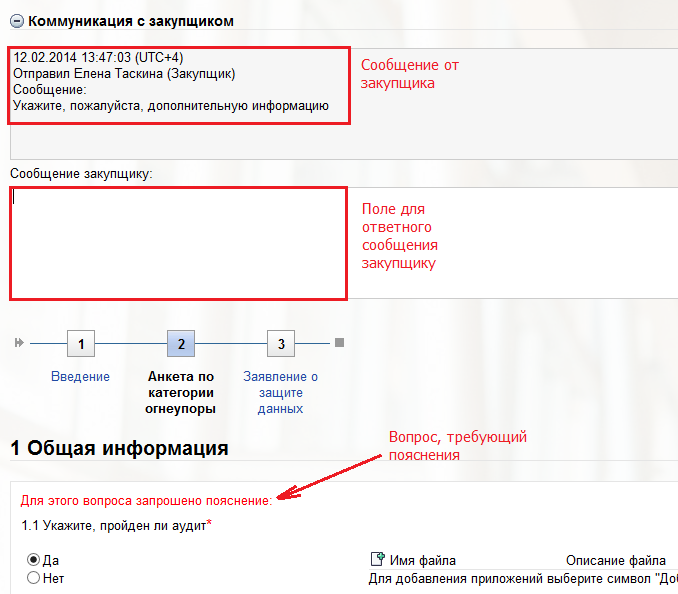 Коммуникация с закупщиком
12.02.2014 13:47:03 (UTC+4)
Отправил Елена Таскина (Закупщик)
Сообщение:
Укажите, пожалуйста, дополнительную информацию
Сообщение от
закупщика
Сообщение закупщику:
Поле для
ответного
сообщения
закупщику
1
2
3
Введение
Анкета по
категории
огнеупоры
Заявление о
защите
данных
1 Общая информация
Вопрос, требующий
пояснения
Для этого вопроса запрошено пояснение:
1.1 Укажите, пройден ли аудит*
Да
Нет
Имя файла
Описание файла
Для добавления приложений выберите символ "Доб